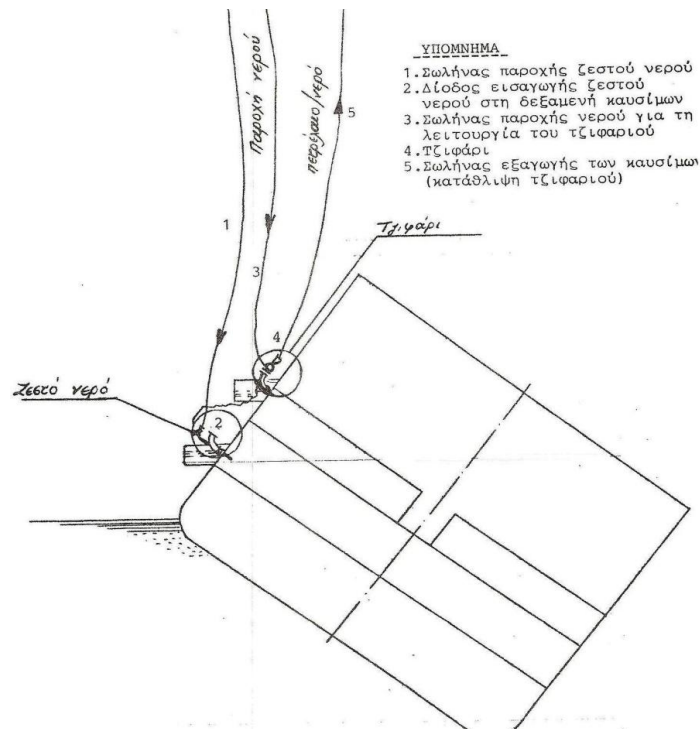 ΥΠΟΜΝΗΜΑ
1.Σωλήνας παροχής ζεστού νερού
2.Δίοδος εισαγωγής ζεστού
νερού στη δεξαμενή καυσίμων
3.Σωλήνας παροχής νερού για τη
λειτουργία του τζιφαριού
4.Τζιφάρι
5.Σωλήνας εξαγωγής των καυσίμων
(κατάθλιψη τζιφαριού)
Παροχή νερού
πετρέλαιο/νερό
5
1
Τζιφάρι
3
4
Ζεστό νερό
2